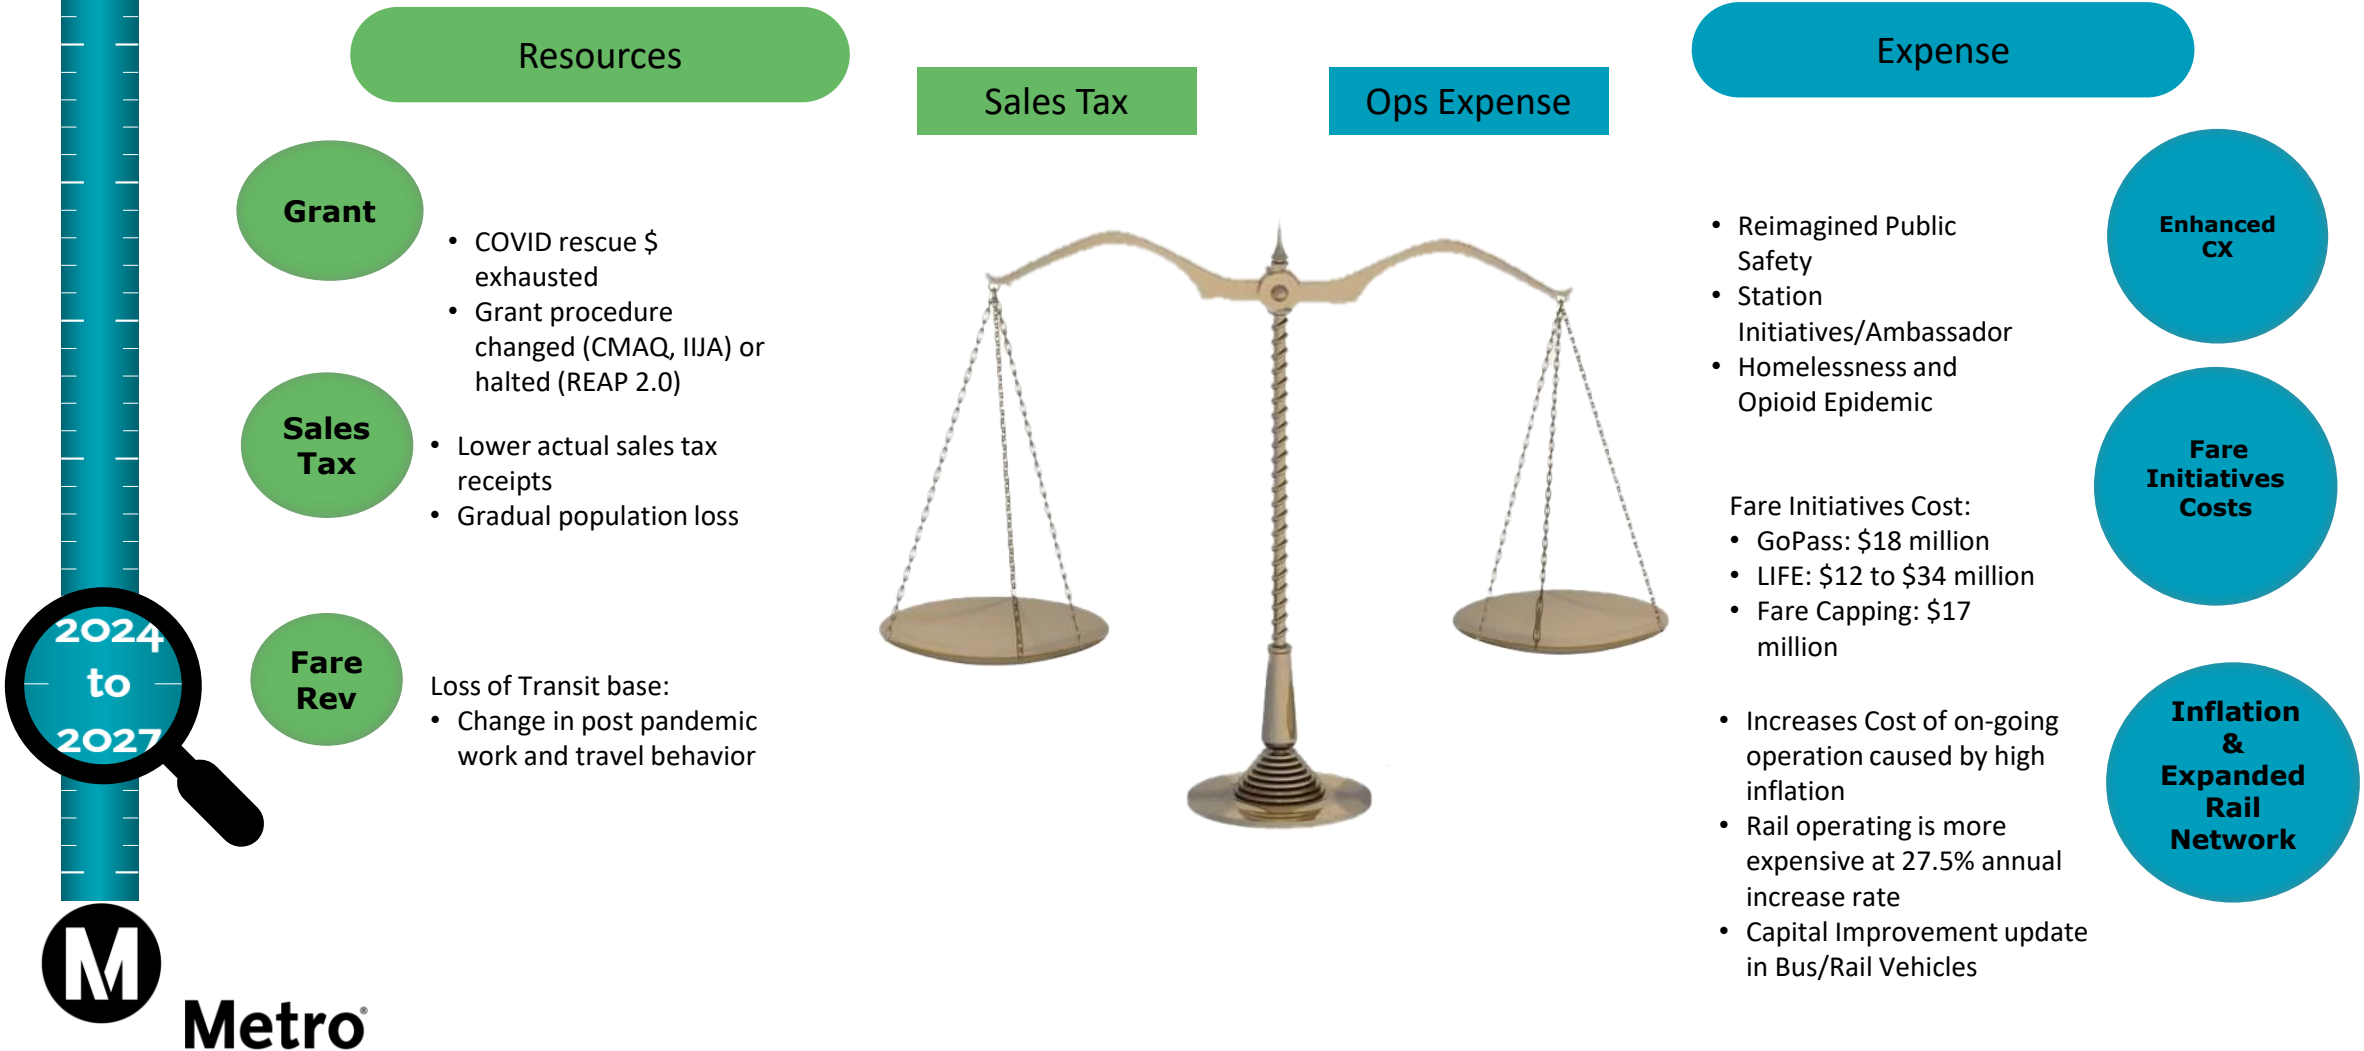 Resources
Grant
• COVID rescue $
exhausted
• Grant procedure
changed (CMAQ, IIJA) or
halted (REAP 2.0)
Sales
Tax
• Lower actual sales tax
receipts
• Gradual population loss
Fare
Rev
Loss of Transit base:
• Change in post pandemic
work and travel behavior
2024
to
2027
Sales Tax
Ops Expense
Expense
• Reimagined Public
Safety
• Station
Initiatives/Ambassador
• Homelessness and
Opioid Epidemic
Enhanced
CX
Fare Initiatives Cost:
• GoPass: $18 million
• LIFE: $12 to $34 million
• Fare Capping: $17
million
Fare
Initiatives
Costs
• Increases Cost of on-going
operation caused by high
inflation
• Rail operating is more
expensive at 27.5% annual
increase rate
• Capital Improvement update
in Bus/Rail Vehicles
Inflation
&
Expanded
Rail
Network
M
Metro®